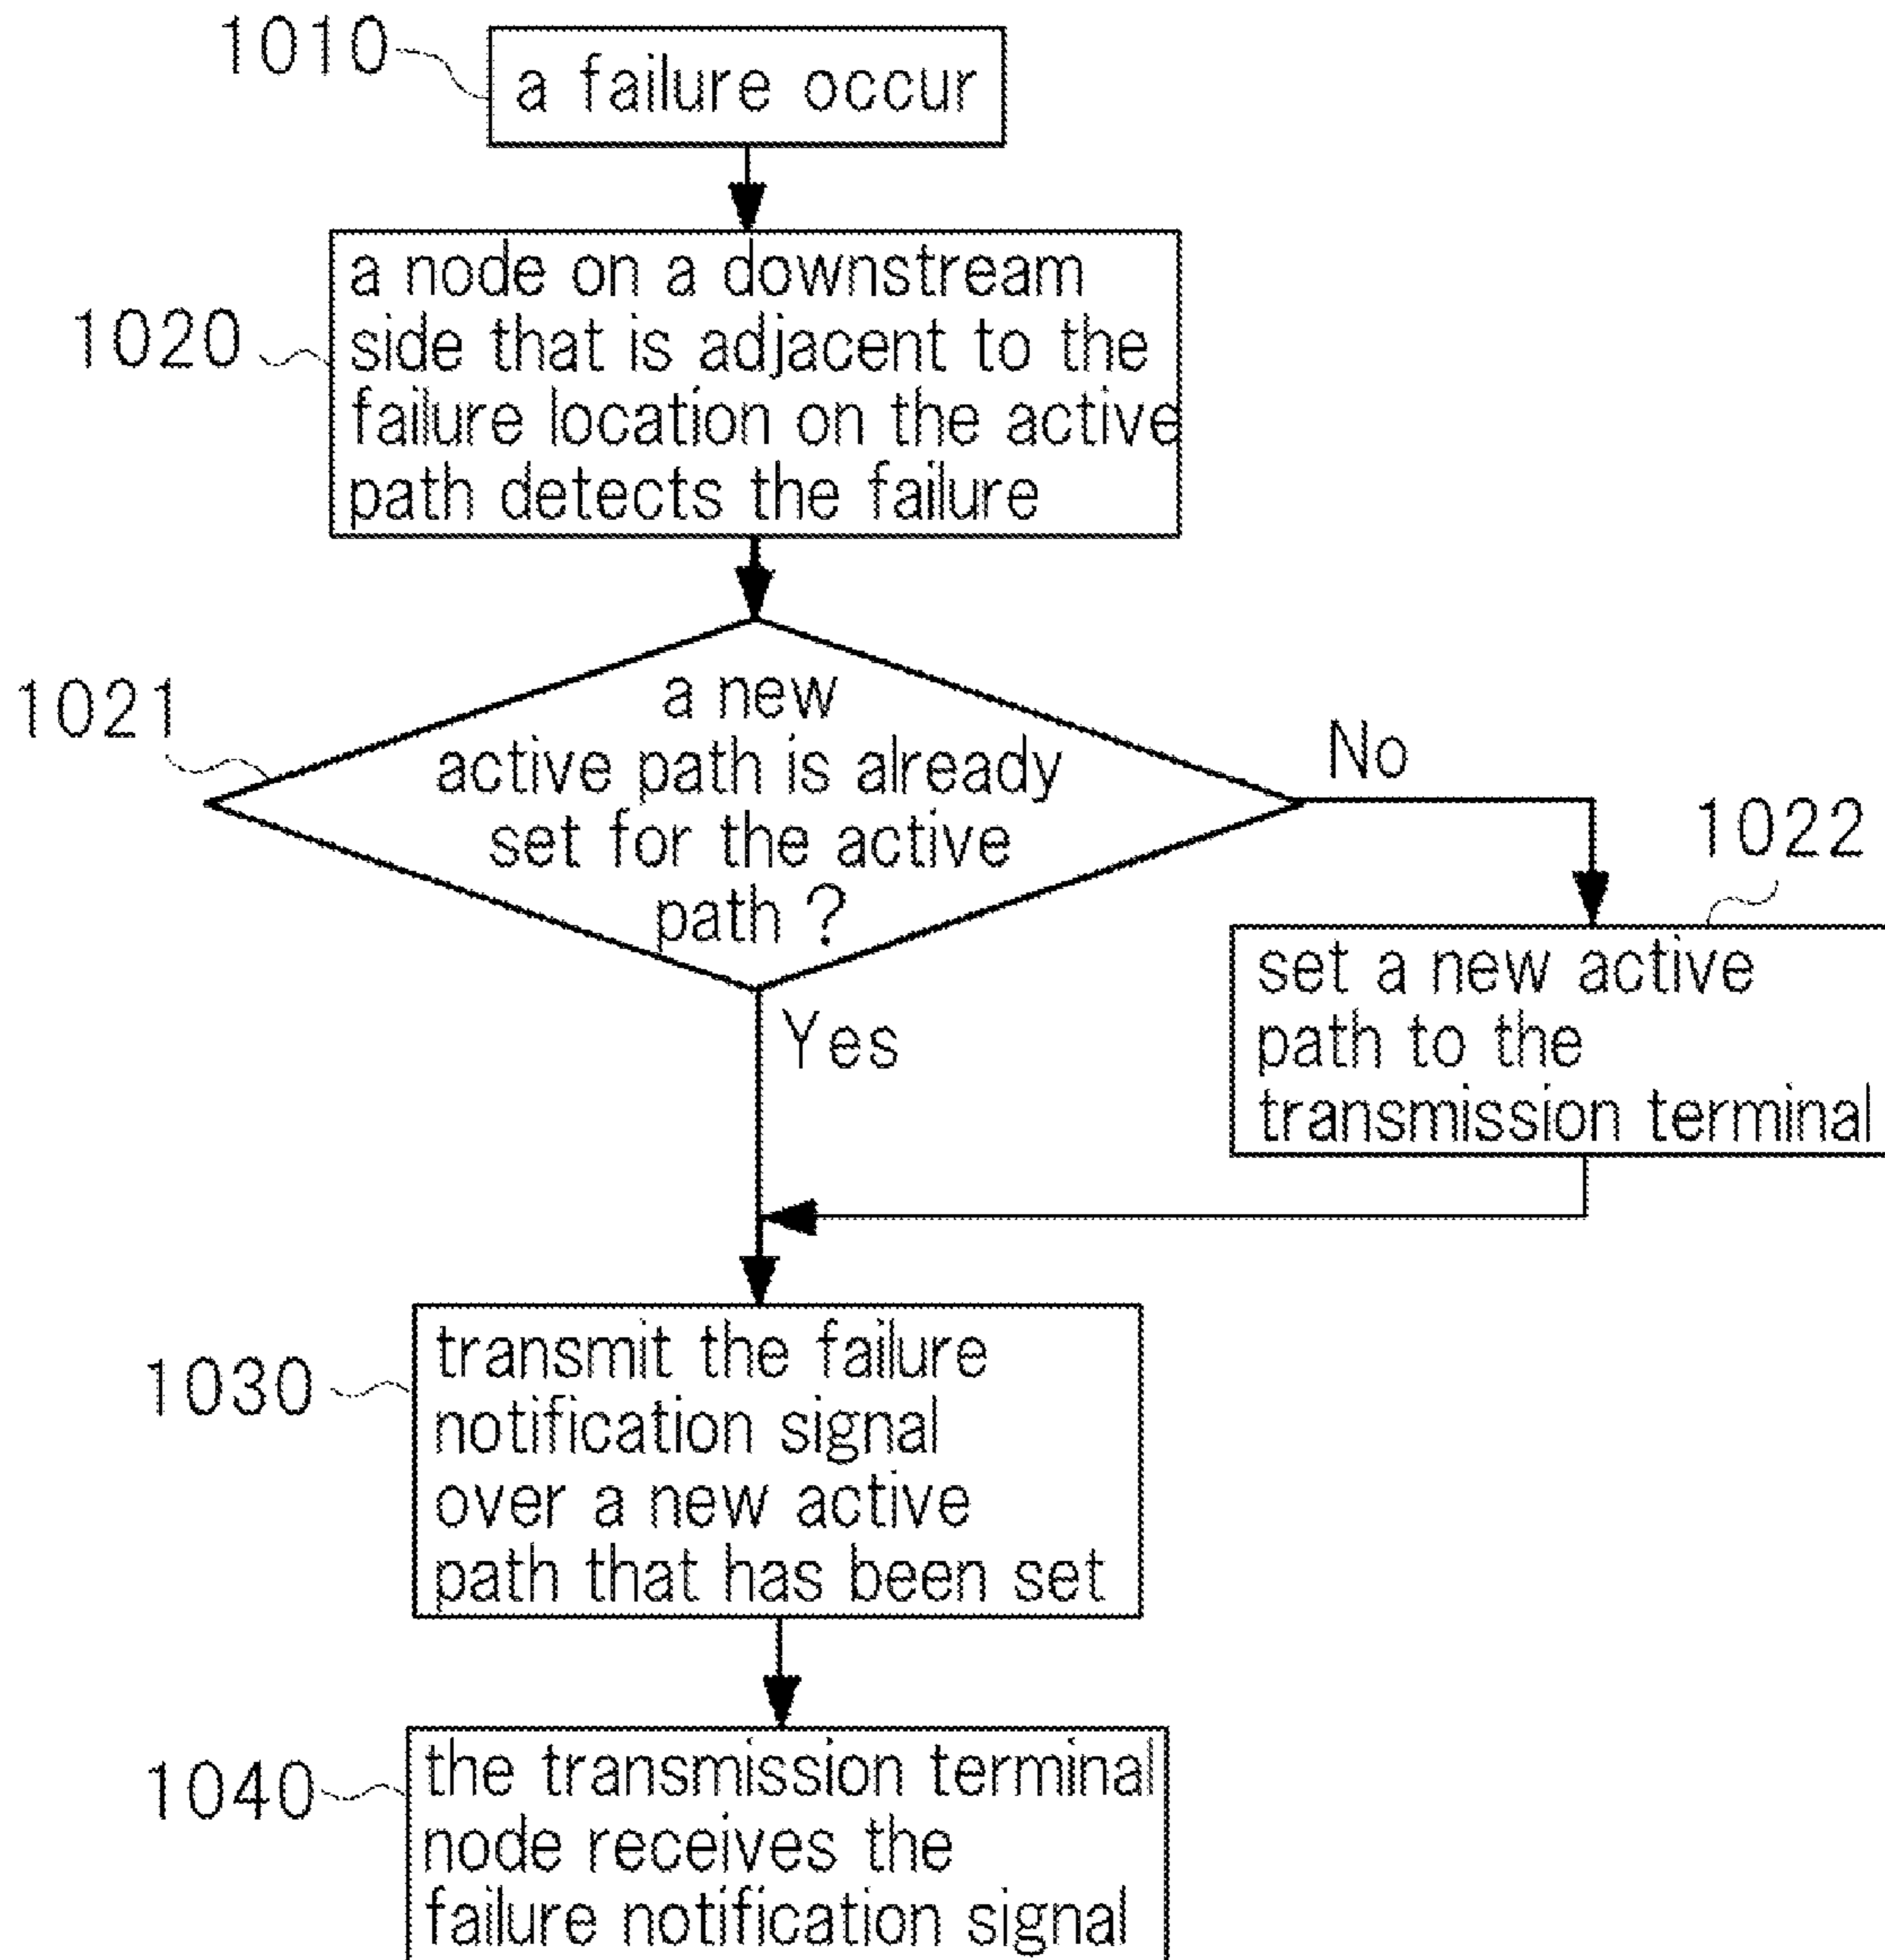 1010
a failure occur
1020
a node on a downstream
side that is adjacent to the
failure location on the active
path detects the failure
1021
a new
active path is already
set for the active
path ?
No
Yes
1022
set a new active
path to the
transmission terminal
1030
transmit the failure
notification signal
over a new active
path that has been set
1040
the transmission terminal
node receives the
failure notification signal